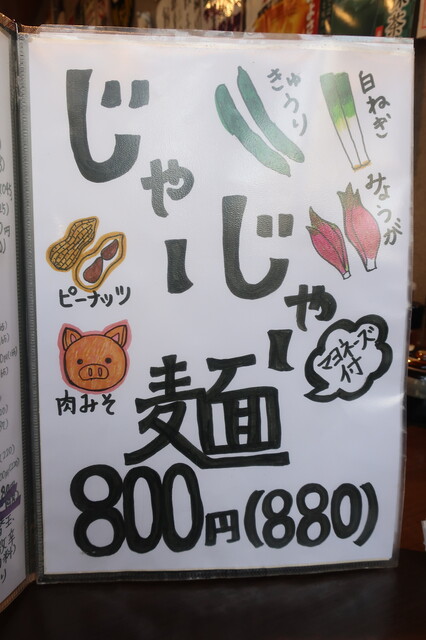 じゃー
じゃー
麺
800円(880)
きゅうり
白ねぎ
みょうが
ピーナッツ
肉みそ
マヨネーズ
付